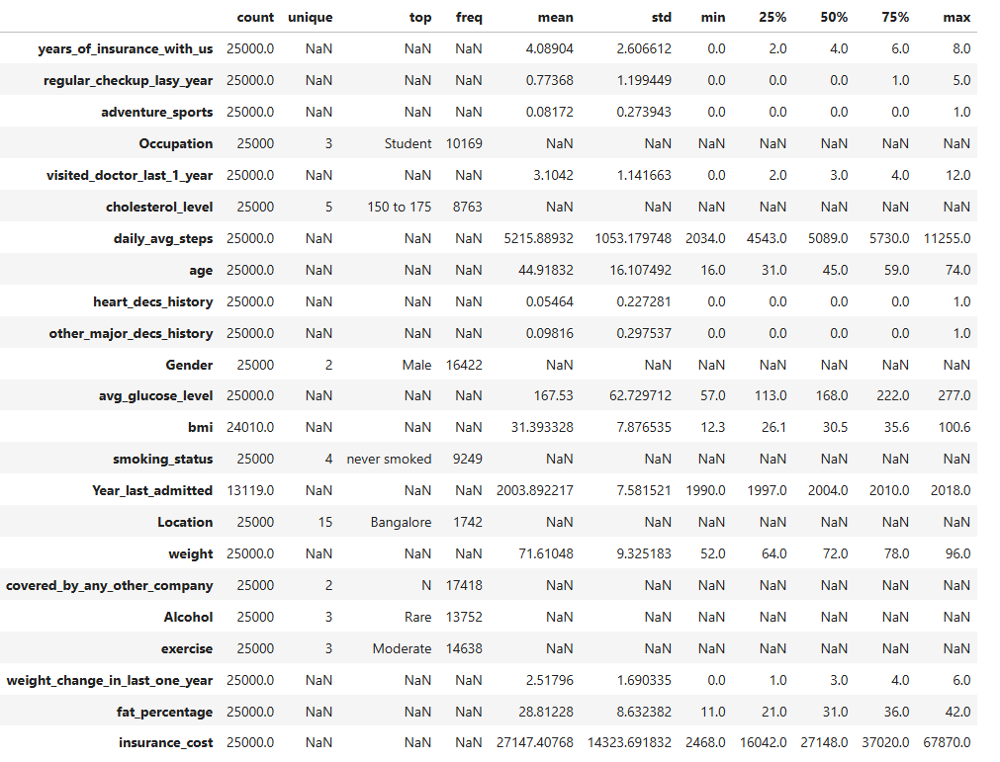 count unique top freq mean std min 25% 50% 75% max
years_of_insurance_with_us 25000.0 NaN NaN NaN 4.08904 2.606612 0.0 2.0 4.0 6.0 8.0
regular_checkup_lasy_year 25000.0 NaN NaN NaN 0.77368 1.199449 0.0 0.0 0.0 1.0 5.0
adventure_sports 25000.0 NaN NaN NaN 0.08172 0.273943 0.0 0.0 0.0 0.0 1.0
Occupation 25000 3 Student 10169 NaN NaN NaN NaN NaN NaN NaN
visited_doctor_last_1_year 25000.0 NaN NaN NaN 3.1042 1.141663 0.0 2.0 3.0 4.0 12.0
cholesterol_level 25000 5 150 to 175 8763 NaN NaN NaN NaN NaN NaN NaN
daily_avg_steps 25000.0 NaN NaN NaN 5215.88932 1053.179748 2034.0 4543.0 5089.0 5730.0 11255.0
age 25000.0 NaN NaN NaN 44.91832 16.107492 16.0 31.0 45.0 59.0 74.0
heart_decs_history 25000.0 NaN NaN NaN 0.05464 0.227281 0.0 0.0 0.0 0.0 1.0
other_major_decs_history 25000.0 NaN NaN NaN 0.09816 0.297537 0.0 0.0 0.0 0.0 1.0
Gender 25000 2 Male 16422 NaN NaN NaN NaN NaN NaN NaN
avg_glucose_level 25000.0 NaN NaN NaN 167.53 62.729712 57.0 113.0 168.0 222.0 277.0
bmi 24010.0 NaN NaN NaN 31.393328 7.876535 12.3 26.1 30.5 35.6 100.6
smoking_status 25000 4 never smoked 9249 NaN NaN NaN NaN NaN NaN NaN
Year_last_admitted 13119.0 NaN NaN NaN 2003.892217 7.581521 1990.0 1997.0 2004.0 2010.0 2018.0
Location 25000 15 Bangalore 1742 NaN NaN NaN NaN NaN NaN NaN
weight 25000.0 NaN NaN NaN 71.61048 9.325183 52.0 64.0 72.0 78.0 96.0
covered_by_any_other_company 25000 2 N 17418 NaN NaN NaN NaN NaN NaN NaN
Alcohol 25000 3 Rare 13752 NaN NaN NaN NaN NaN NaN NaN
exercise 25000 3 Moderate 14638 NaN NaN NaN NaN NaN NaN NaN
weight_change_in_last_one_year 25000.0 NaN NaN NaN 2.51796 1.690335 0.0 1.0 3.0 4.0 6.0
fat_percentage 25000.0 NaN NaN NaN 28.81228 8.632382 11.0 21.0 31.0 36.0 42.0
insurance_cost 25000.0 NaN NaN NaN 27147.40768 14323.691832 2468.0 16042.0 27148.0 37020.0 67870.0